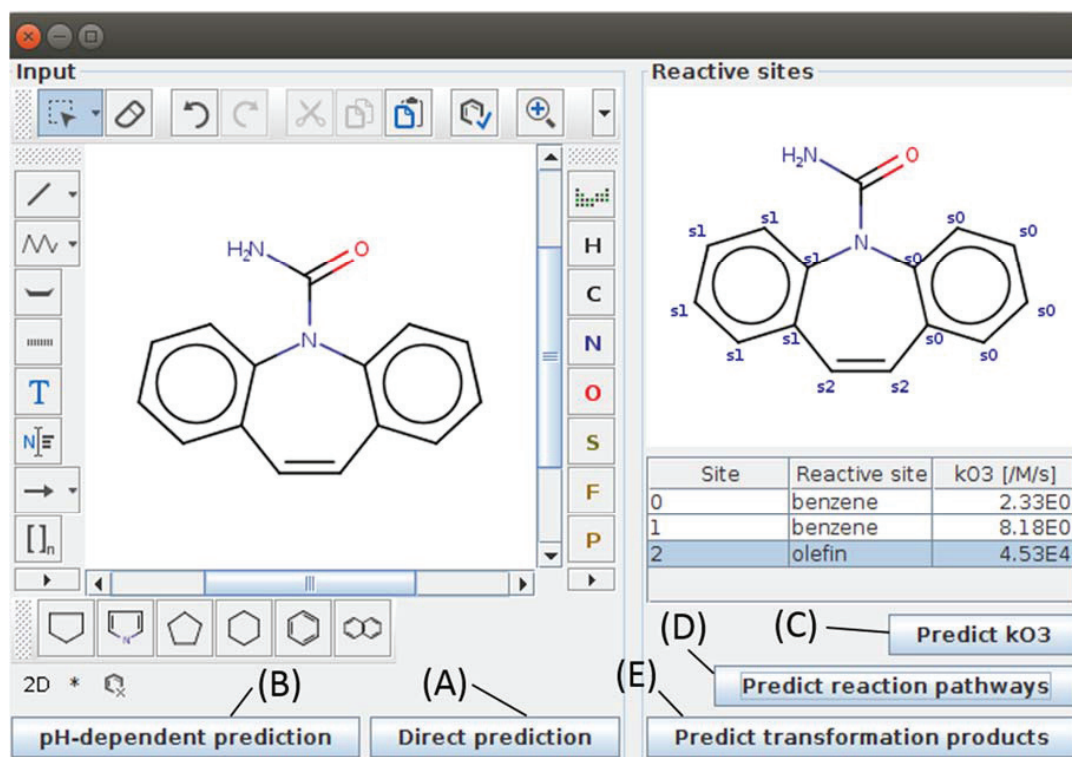 Input
Reactive sites
H₂N
O
N
H₂N
O
N
s1
s1
s1
s1
s1
s1
s0
s0
s0
s0
s0
s0
s2
s2
T
N
[ ]n
H
C
N
O
S
F
P
N
Site Reactive site kO3 [/M/s]
0 benzene 2.33E0
1 benzene 8.18E0
2 olefin 4.53E4
2D *
(A)
(B)
(C)
(D)
(E)
Predict kO3
Predict reaction pathways
pH-dependent prediction
Direct prediction
Predict transformation products